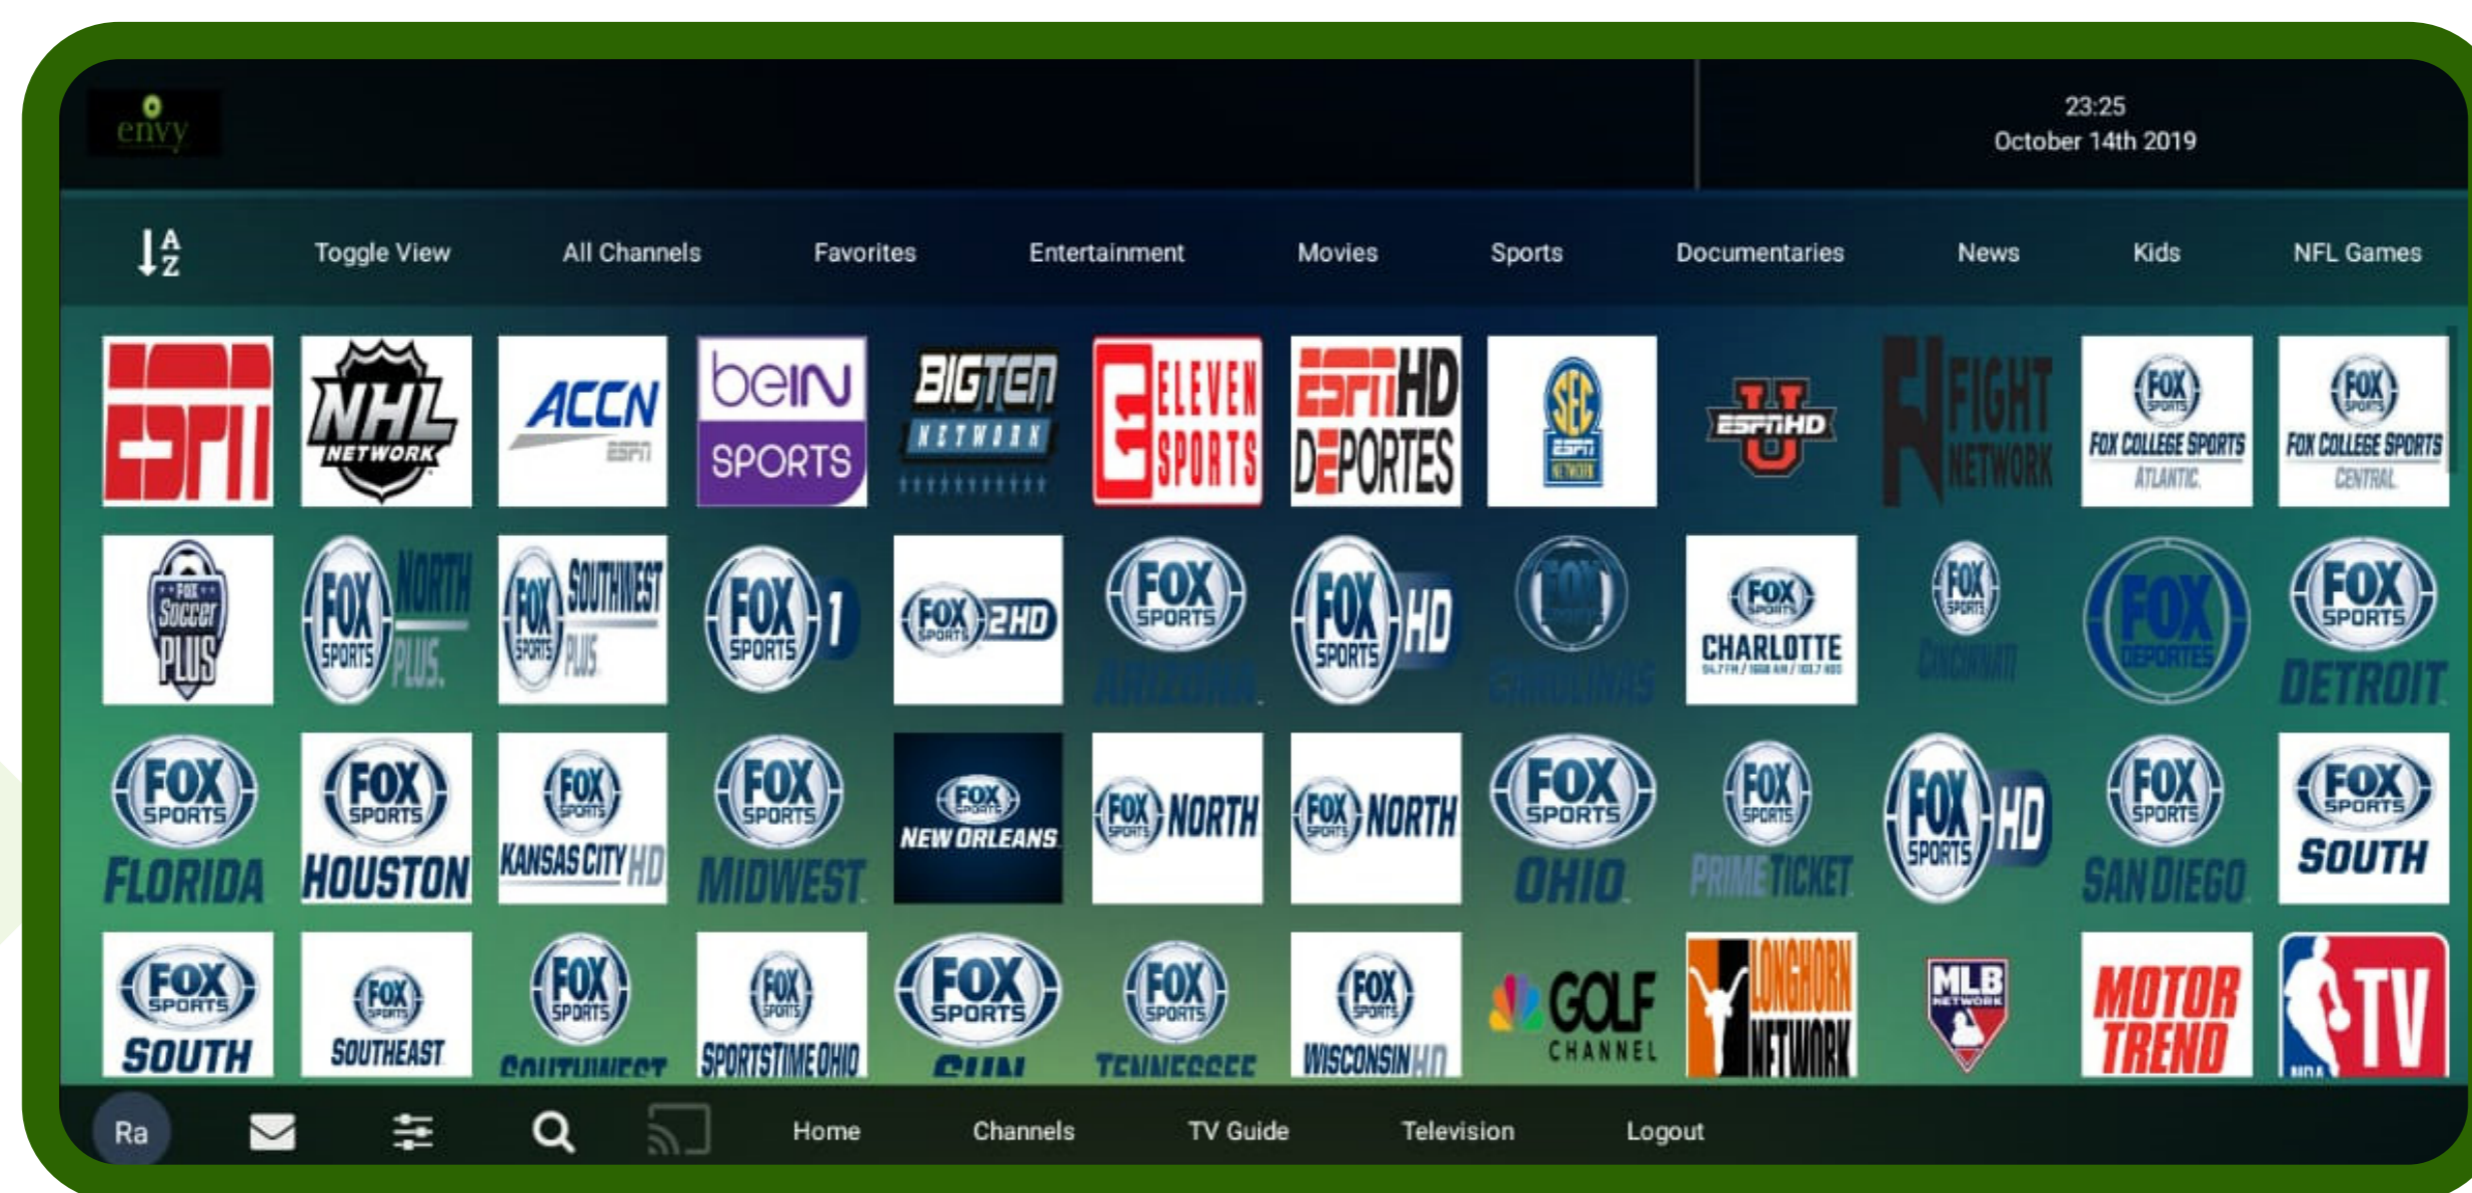 envy
23:25
October 14th 2019
A
Z
Toggle View
All Channels
Favorites
Entertainment
Movies
Sports
Documentaries
News
Kids
NFL Games
ESPN
NHL
NETWORK
ACCN
ESPN
beIN
SPORTS
BIG TEN
NETWORK
11
ELEVEN
SPORTS
ESPN HD
DEPORTES
SEC
ESPN
NETWORK
U
ESPN HD
FIGHT
NETWORK
FOX
SPORTS
FOX COLLEGE SPORTS
ATLANTIC
FOX
SPORTS
FOX COLLEGE SPORTS
CENTRAL
FOX
Soccer
PLUS
FOX
SPORTS
NORTH
PLUS.
FOX
SPORTS
SOUTHWEST
PLUS
FOX
SPORTS
1
FOX
SPORTS
2HD
FOX
SPORTS
ARIZONA
FOX
SPORTS
HD
FOX
SPORTS
CAROLINAS
FOX
SPORTS
CHARLOTTE
FOX
SPORTS
CINCINNATI
FOX
DEPORTES
FOX
SPORTS
DETROIT
FOX
SPORTS
FLORIDA
FOX
SPORTS
HOUSTON
FOX
SPORTS
KANSAS CITY HD
FOX
SPORTS
MIDWEST
FOX
SPORTS
NEW ORLEANS
FOX
SPORTS
NORTH
FOX
SPORTS
NORTH
FOX
SPORTS
OHIO
FOX
SPORTS
PRIME TICKET
FOX
SPORTS
HD
FOX
SPORTS
SAN DIEGO
FOX
SPORTS
SOUTH
FOX
SPORTS
SOUTH
FOX
SPORTS
SOUTHEAST
FOX
SPORTS
SOUTHWEST
FOX
SPORTS
SPORTSTIME OHIO
FOX
SPORTS
SUN
FOX
SPORTS
TENNESSEE
FOX
SPORTS
WISCONSIN HD
GOLF
CHANNEL
LONGHORN
NETWORK
MLB
NETWORK
MOTOR
TREND
TV
NBA
Ra
Home
Channels
TV Guide
Television
Logout